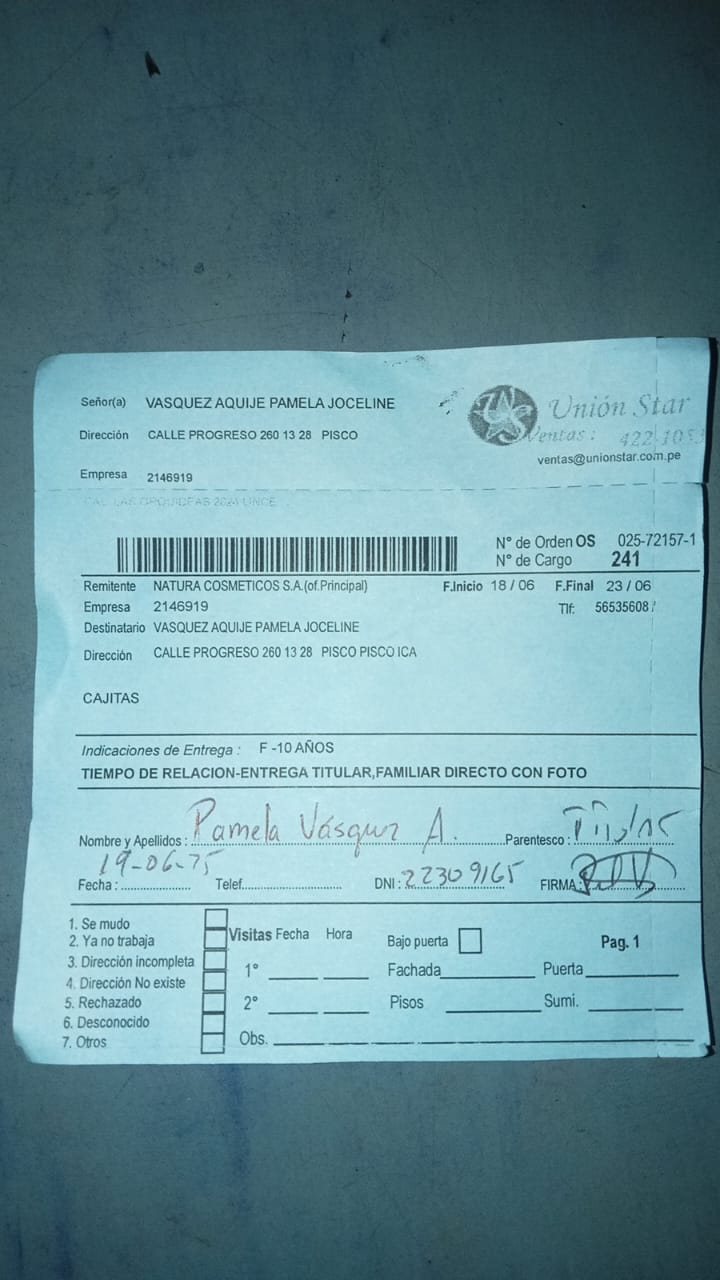 Señor(a) VASQUEZ AQUIJE PAMELA JOCELINE
Unión Star
Dirección CALLE PROGRESO 260 13 28 PISCO
Ventas : 422-1053
ventas@unionstar.com.pe
Empresa 2146919
N° de Orden OS 025-72157-1
N° de Cargo 241
Remitente NATURA COSMETICOS S.A.(of.Principal) F.Inicio 18 / 06 F.Final 23 / 06
Empresa 2146919 Tlf: 56535608
Destinatario VASQUEZ AQUIJE PAMELA JOCELINE
Dirección CALLE PROGRESO 260 13 28 PISCO PISCO ICA
CAJITAS
Indicaciones de Entrega : F -10 AÑOS
TIEMPO DE RELACION-ENTREGA TITULAR,FAMILIAR DIRECTO CON FOTO
Nombre y Apellidos : Pamela Vásquez A. Parentesco : Titular
Fecha : 19-06-25 Telef. DNI : 22309165 FIRMA :
1. Se mudo
2. Ya no trabaja
3. Dirección incompleta
4. Dirección No existe
5. Rechazado
6. Desconocido
7. Otros
Visitas Fecha Hora Bajo puerta Pag. 1
1° Fachada Puerta
2° Pisos Sumi.
Obs.